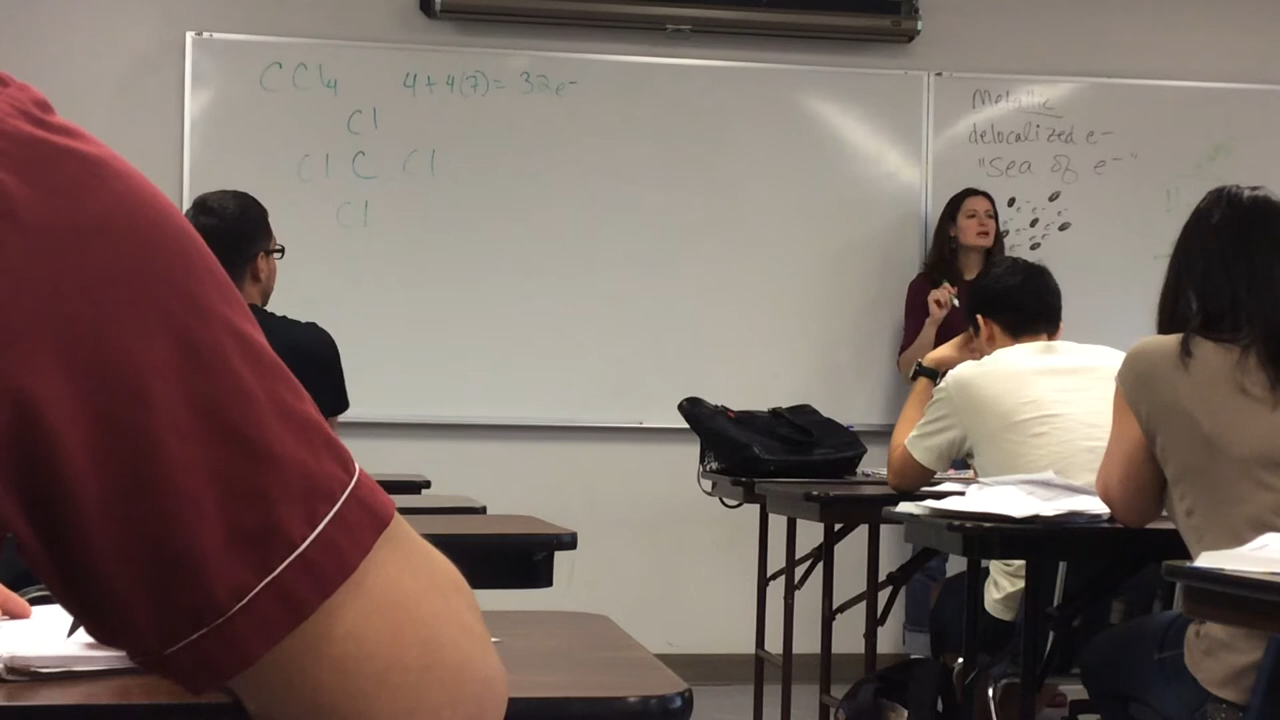 CCl₄ 4+4(7)= 32e⁻
Cl
Cl C Cl
Cl
Metallic
delocalized e⁻
"Sea of e⁻"
e⁻ e⁻ e⁻ e⁻